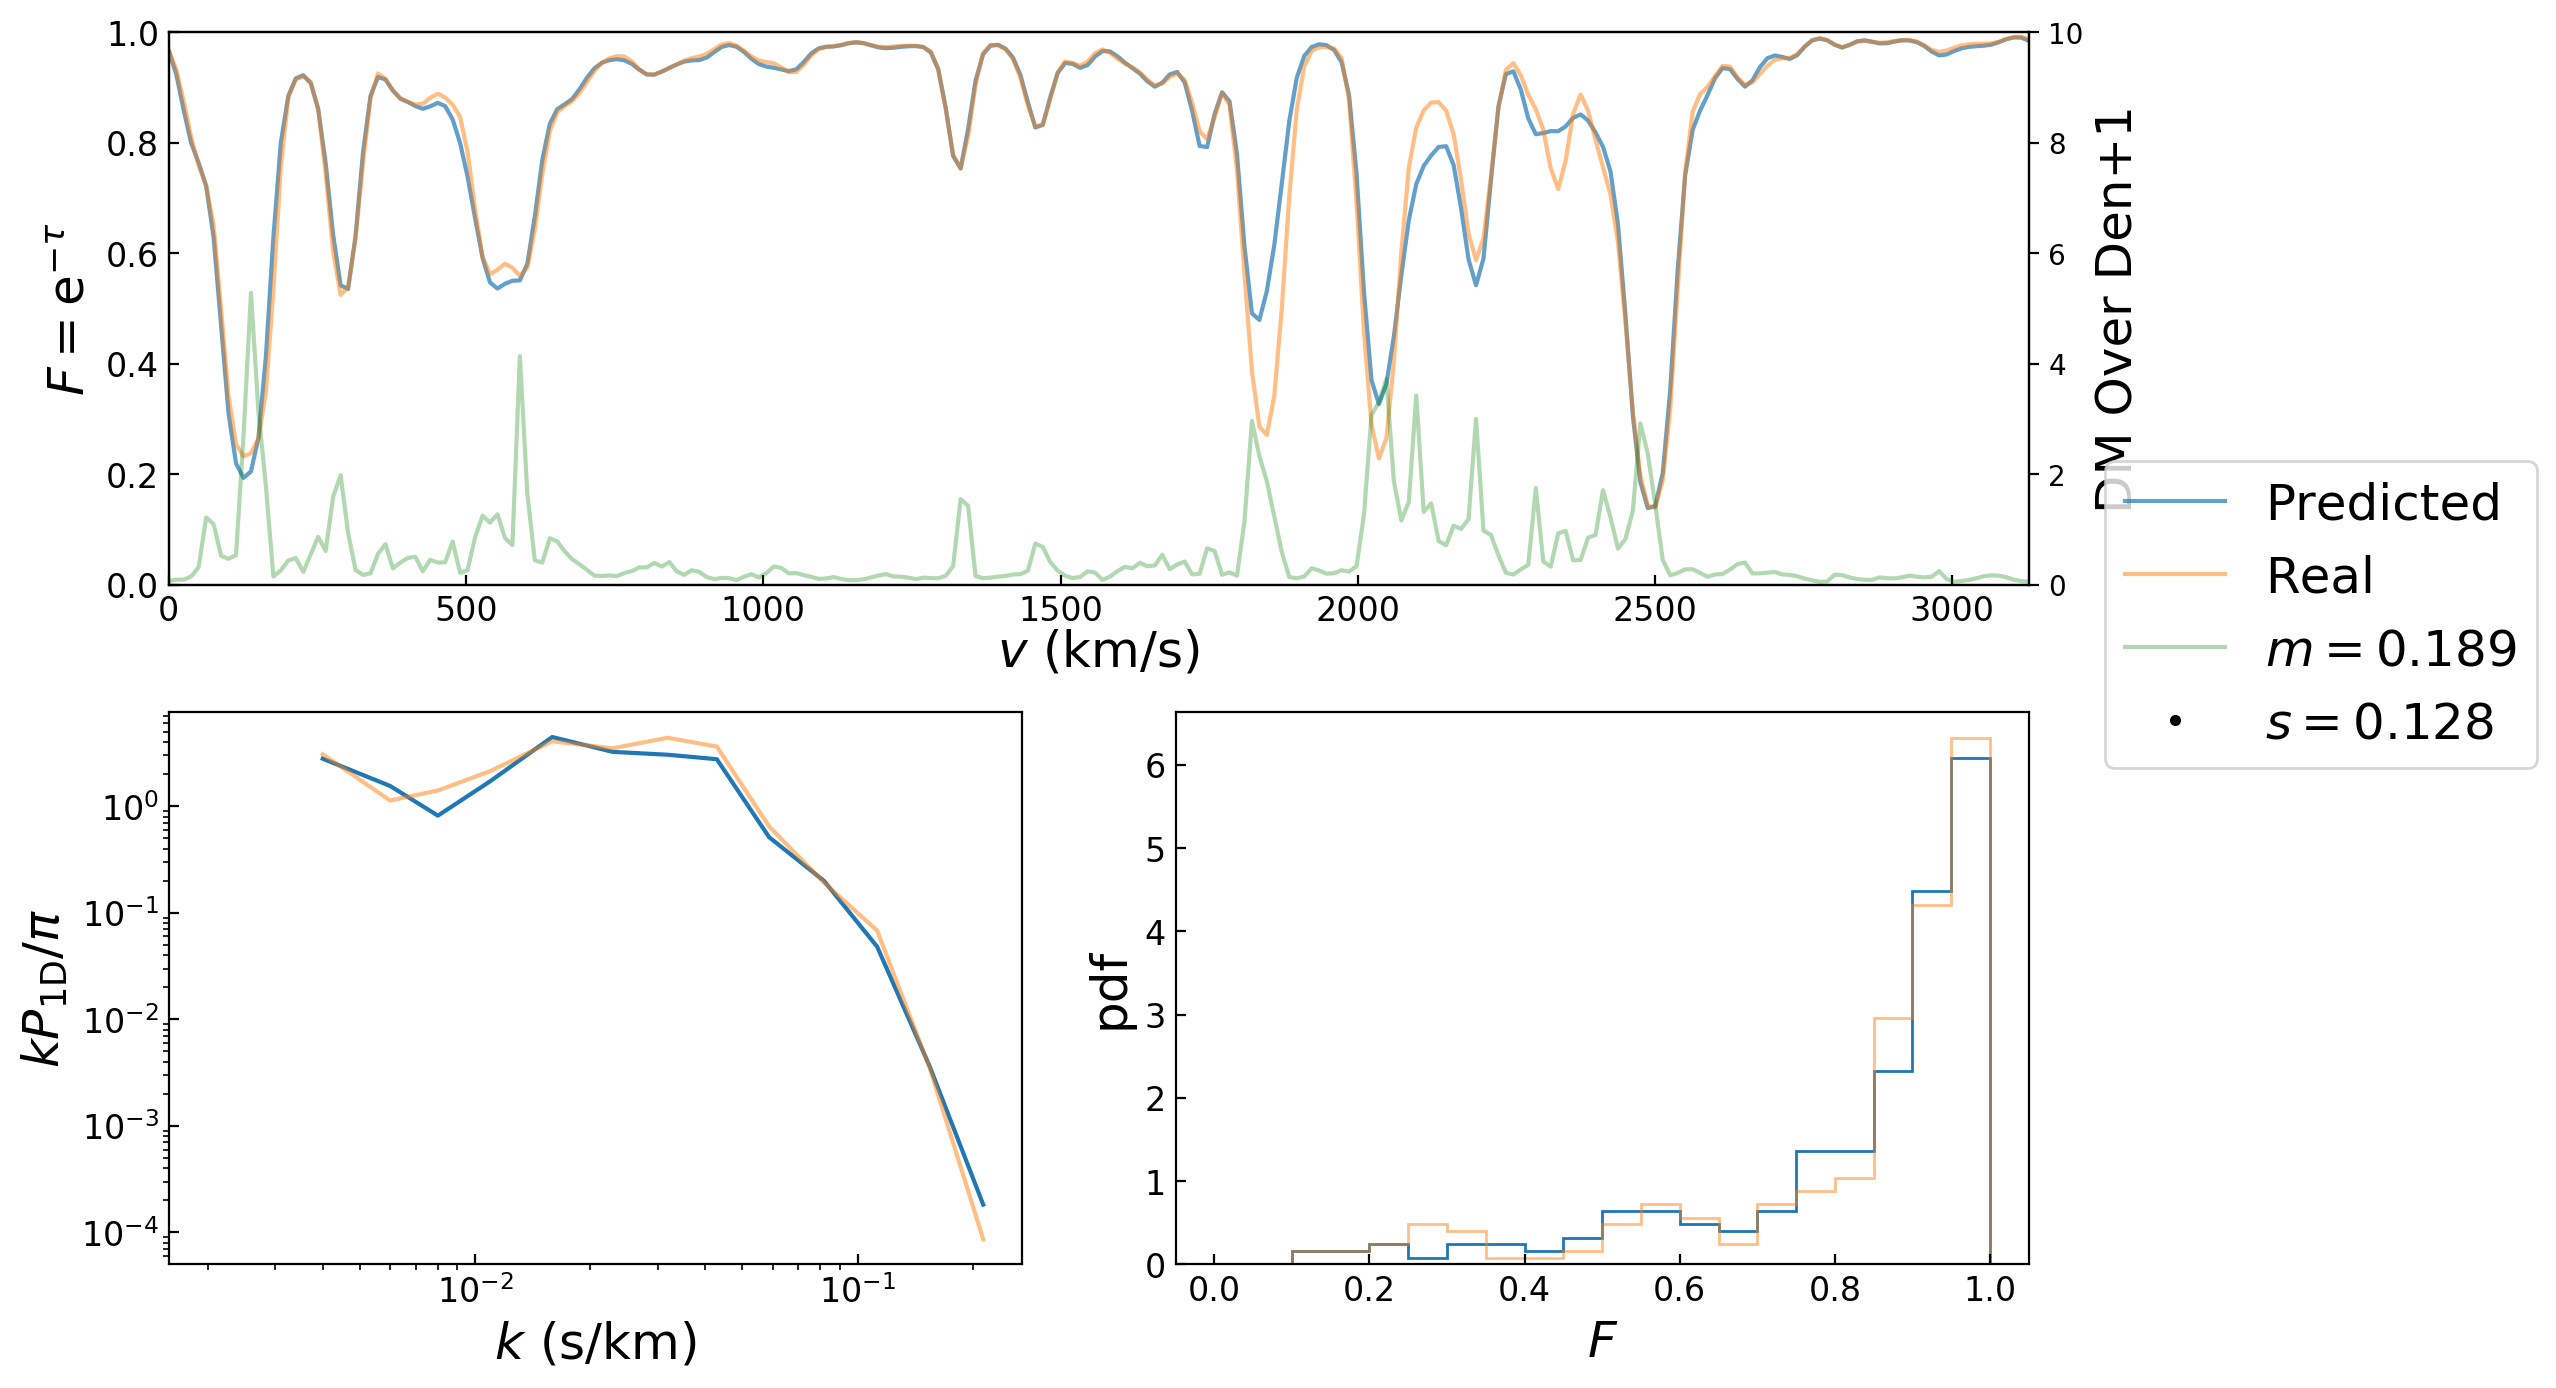 1.0
0.8
0.6
0.4
0.2
0.0
F = e^{−τ}
0 500 1000 1500 2000 2500 3000
v (km/s)
10
8
6
4
2
0
DM Over Den+1
Predicted
Real
m = 0.189
s = 0.128
10^0
10^{−1}
10^{−2}
10^{−3}
10^{−4}
kP_{1D}/π
10^{−2} 10^{−1}
k (s/km)
6
5
4
3
2
1
0
pdf
0.0 0.2 0.4 0.6 0.8 1.0
F